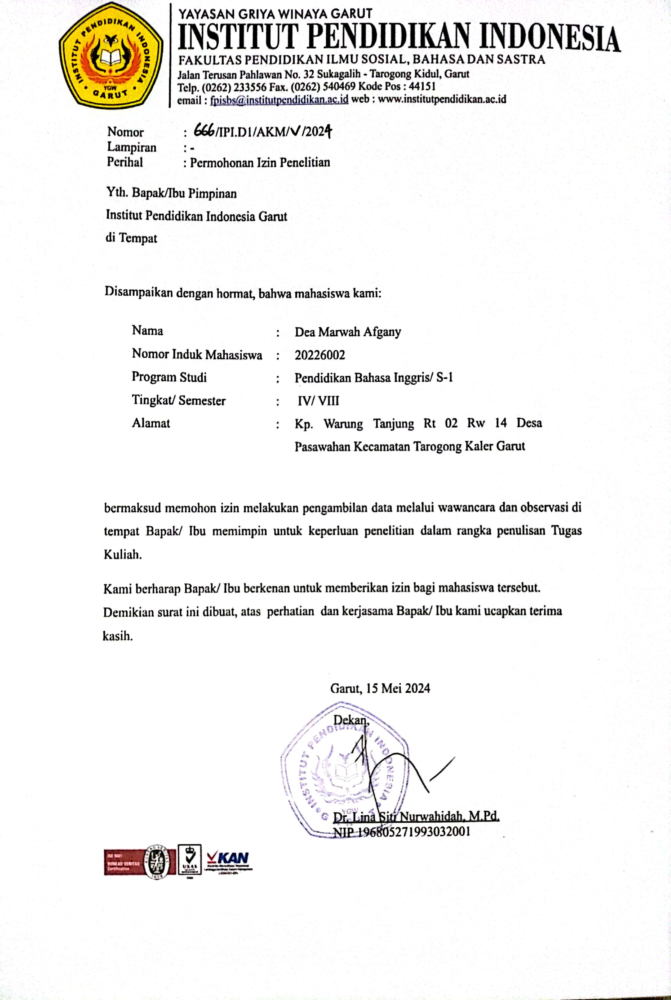 INSTITUT PENDIDIKAN INDONESIA
YGW
GARUT
YAYASAN GRIYA WINAYA GARUT
INSTITUT PENDIDIKAN INDONESIA
FAKULTAS PENDIDIKAN ILMU SOSIAL, BAHASA DAN SASTRA
Jalan Terusan Pahlawan No. 32 Sukagalih - Tarogong Kidul, Garut
Telp. (0262) 233556 Fax. (0262) 540469 Kode Pos : 44151
email : fpisbs@institutpendidikan.ac.id web : www.institutpendidikan.ac.id
Nomor : 666/IPI.D1/AKM/V/2024
Lampiran : -
Perihal : Permohonan Izin Penelitian
Yth. Bapak/Ibu Pimpinan
Institut Pendidikan Indonesia Garut
di Tempat
Disampaikan dengan hormat, bahwa mahasiswa kami:
Nama : Dea Marwah Afgany
Nomor Induk Mahasiswa : 20226002
Program Studi : Pendidikan Bahasa Inggris/ S-1
Tingkat/ Semester : IV/ VIII
Alamat : Kp. Warung Tanjung Rt 02 Rw 14 Desa
Pasawahan Kecamatan Tarogong Kaler Garut
bermaksud memohon izin melakukan pengambilan data melalui wawancara dan observasi di
tempat Bapak/ Ibu memimpin untuk keperluan penelitian dalam rangka penulisan Tugas
Kuliah.
Kami berharap Bapak/ Ibu berkenan untuk memberikan izin bagi mahasiswa tersebut.
Demikian surat ini dibuat, atas perhatian dan kerjasama Bapak/ Ibu kami ucapkan terima
kasih.
Garut, 15 Mei 2024
Dekan,
INSTITUT PENDIDIKAN INDONESIA
YGW
Dr. Lina Siti Nurwahidah, M.Pd.
NIP 196805271993032001
ISO 9001
BUREAU VERITAS
Certification
BUREAU VERITAS
1828
UKAS
KAN